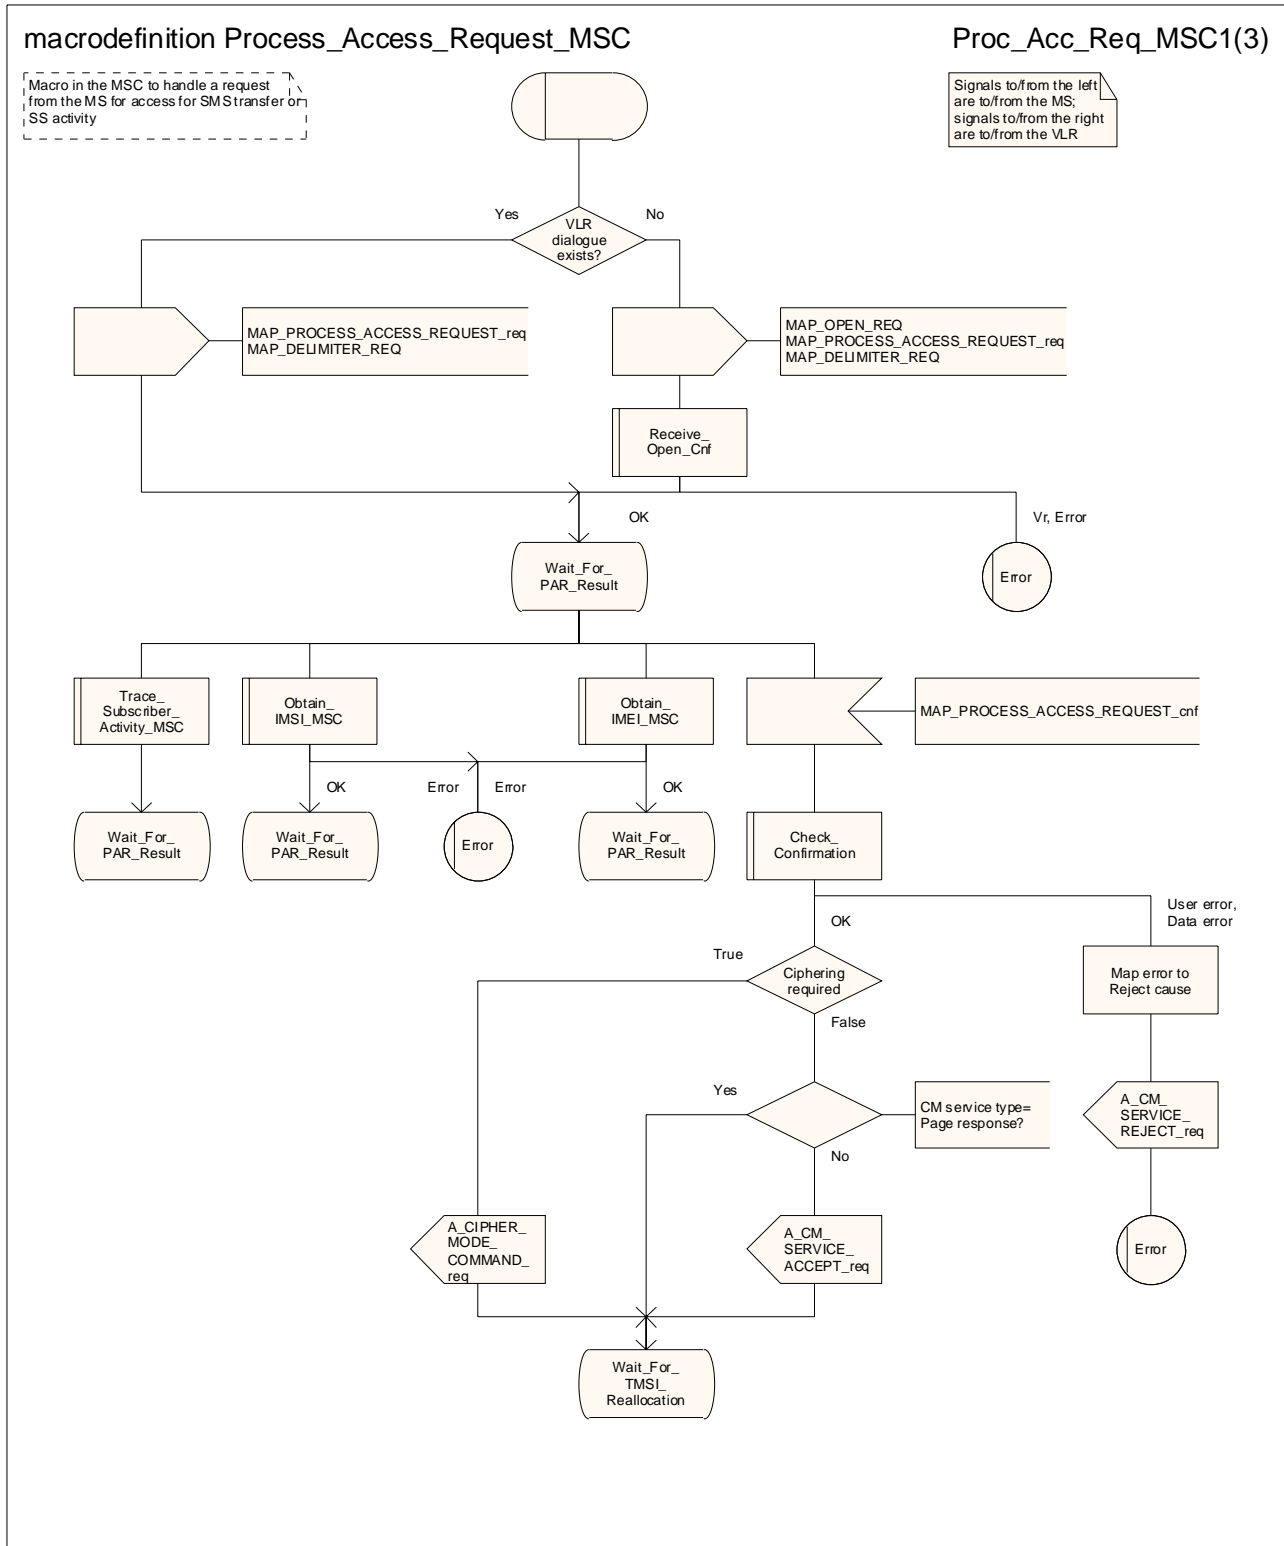 macrodefinition Process_Access_Request_MSC
Proc_Acc_Req_MSC1(3)
Macro in the MSC to handle a request
from the MS for access for SMS transfer or
SS activity
Signals to/from the left
are to/from the MS;
signals to/from the right
are to/from the VLR
Yes
No
VLR
dialogue
exists?
MAP_PROCESS_ACCESS_REQUEST_req
MAP_DELIMITER_REQ
MAP_OPEN_REQ
MAP_PROCESS_ACCESS_REQUEST_req
MAP_DELIMITER_REQ
Receive_
Open_Cnf
OK
Vr, Error
Wait_For_
PAR_Result
Error
Trace_
Subscriber_
Activity_MSC
Obtain_
IMSI_MSC
Obtain_
IMEI_MSC
MAP_PROCESS_ACCESS_REQUEST_cnf
OK
Error
Error
OK
Wait_For_
PAR_Result
Wait_For_
PAR_Result
Error
Wait_For_
PAR_Result
Check_
Confirmation
User error,
Data error
OK
True
Ciphering
required
Map error to
Reject cause
False
Yes
CM service type=
Page response?
A_CM_
SERVICE_
REJECT_req
No
A_CIPHER_
MODE_
COMMAND_
req
A_CM_
SERVICE_
ACCEPT_req
Error
Wait_For_
TMSI_
Reallocation